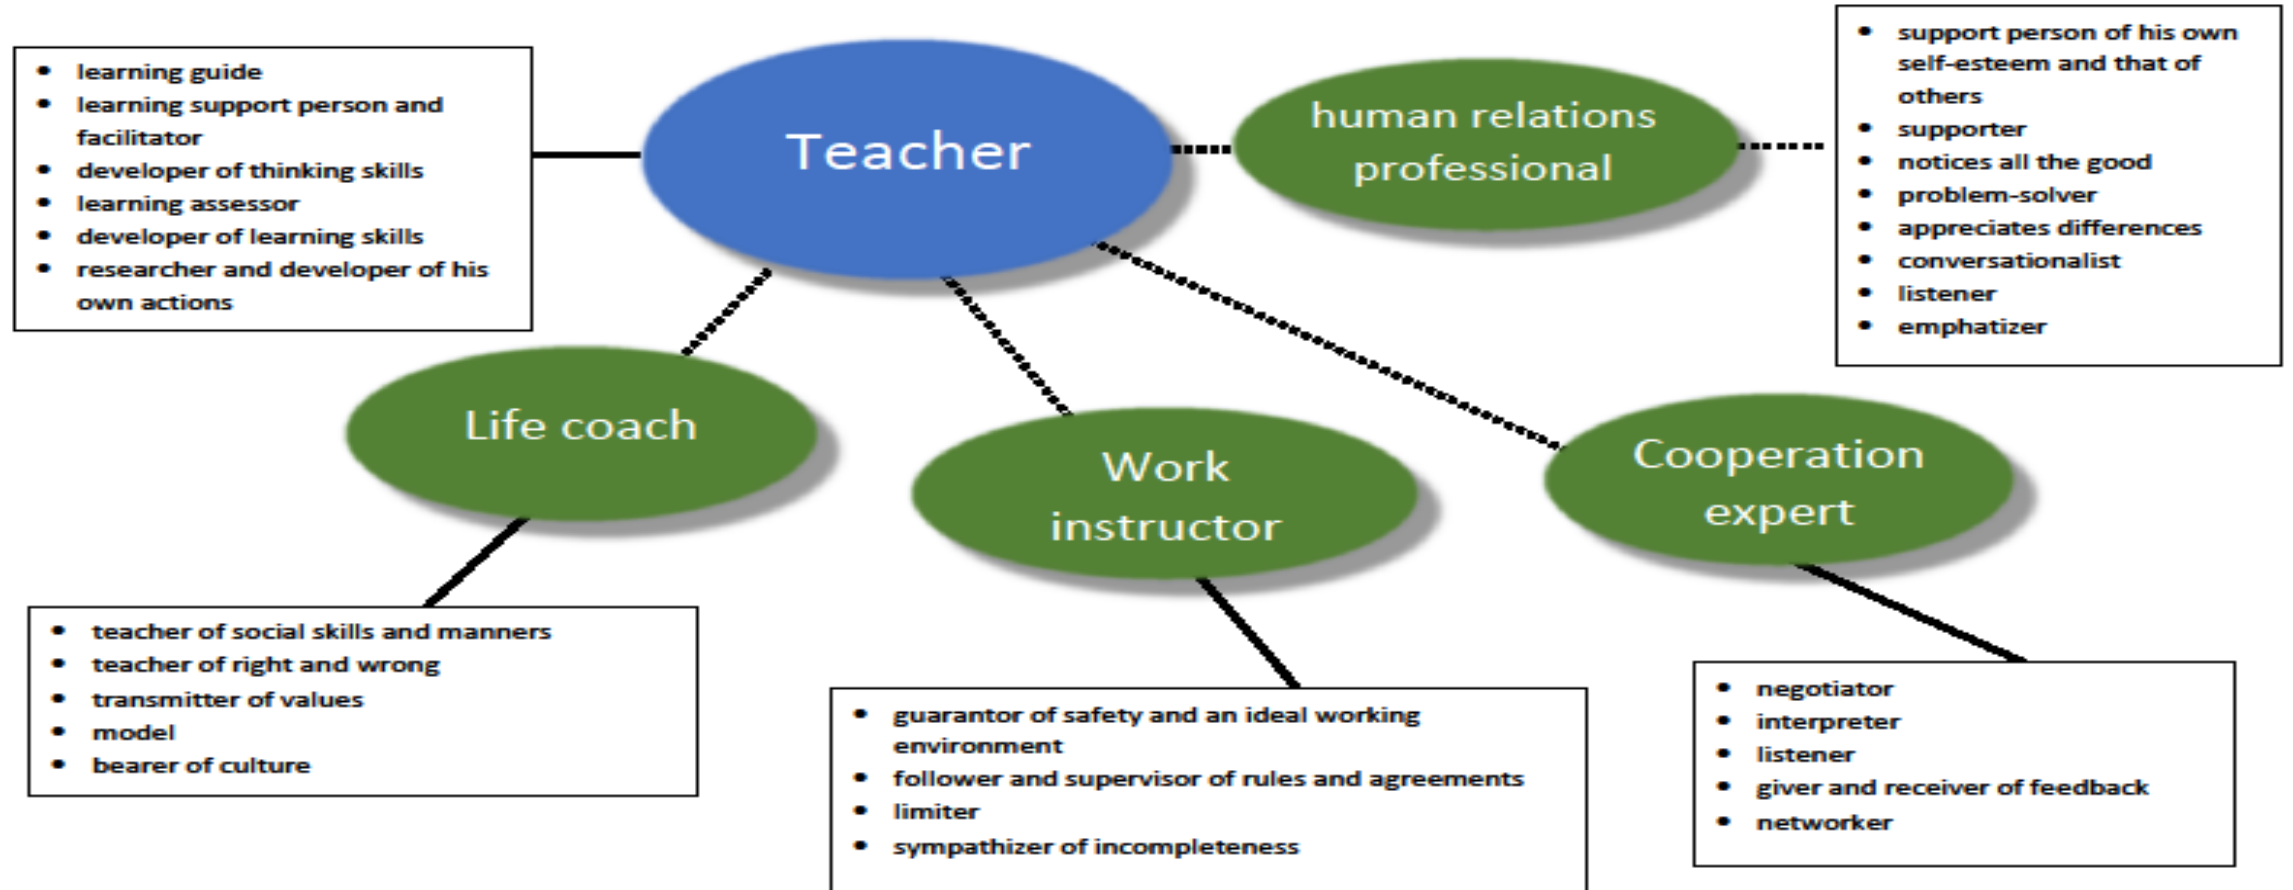 • learning guide
• learning support person and
facilitator
• developer of thinking skills
• learning assessor
• developer of learning skills
• researcher and developer of his
own actions
Teacher
human relations
professional
• support person of his own
self-esteem and that of
others
• supporter
• notices all the good
• problem-solver
• appreciates differences
• conversationalist
• listener
• emphatizer
Life coach
• teacher of social skills and manners
• teacher of right and wrong
• transmitter of values
• model
• bearer of culture
Work
instructor
• guarantor of safety and an ideal working
environment
• follower and supervisor of rules and agreements
• limiter
• sympathizer of incompleteness
Cooperation
expert
• negotiator
• interpreter
• listener
• giver and receiver of feedback
• networker